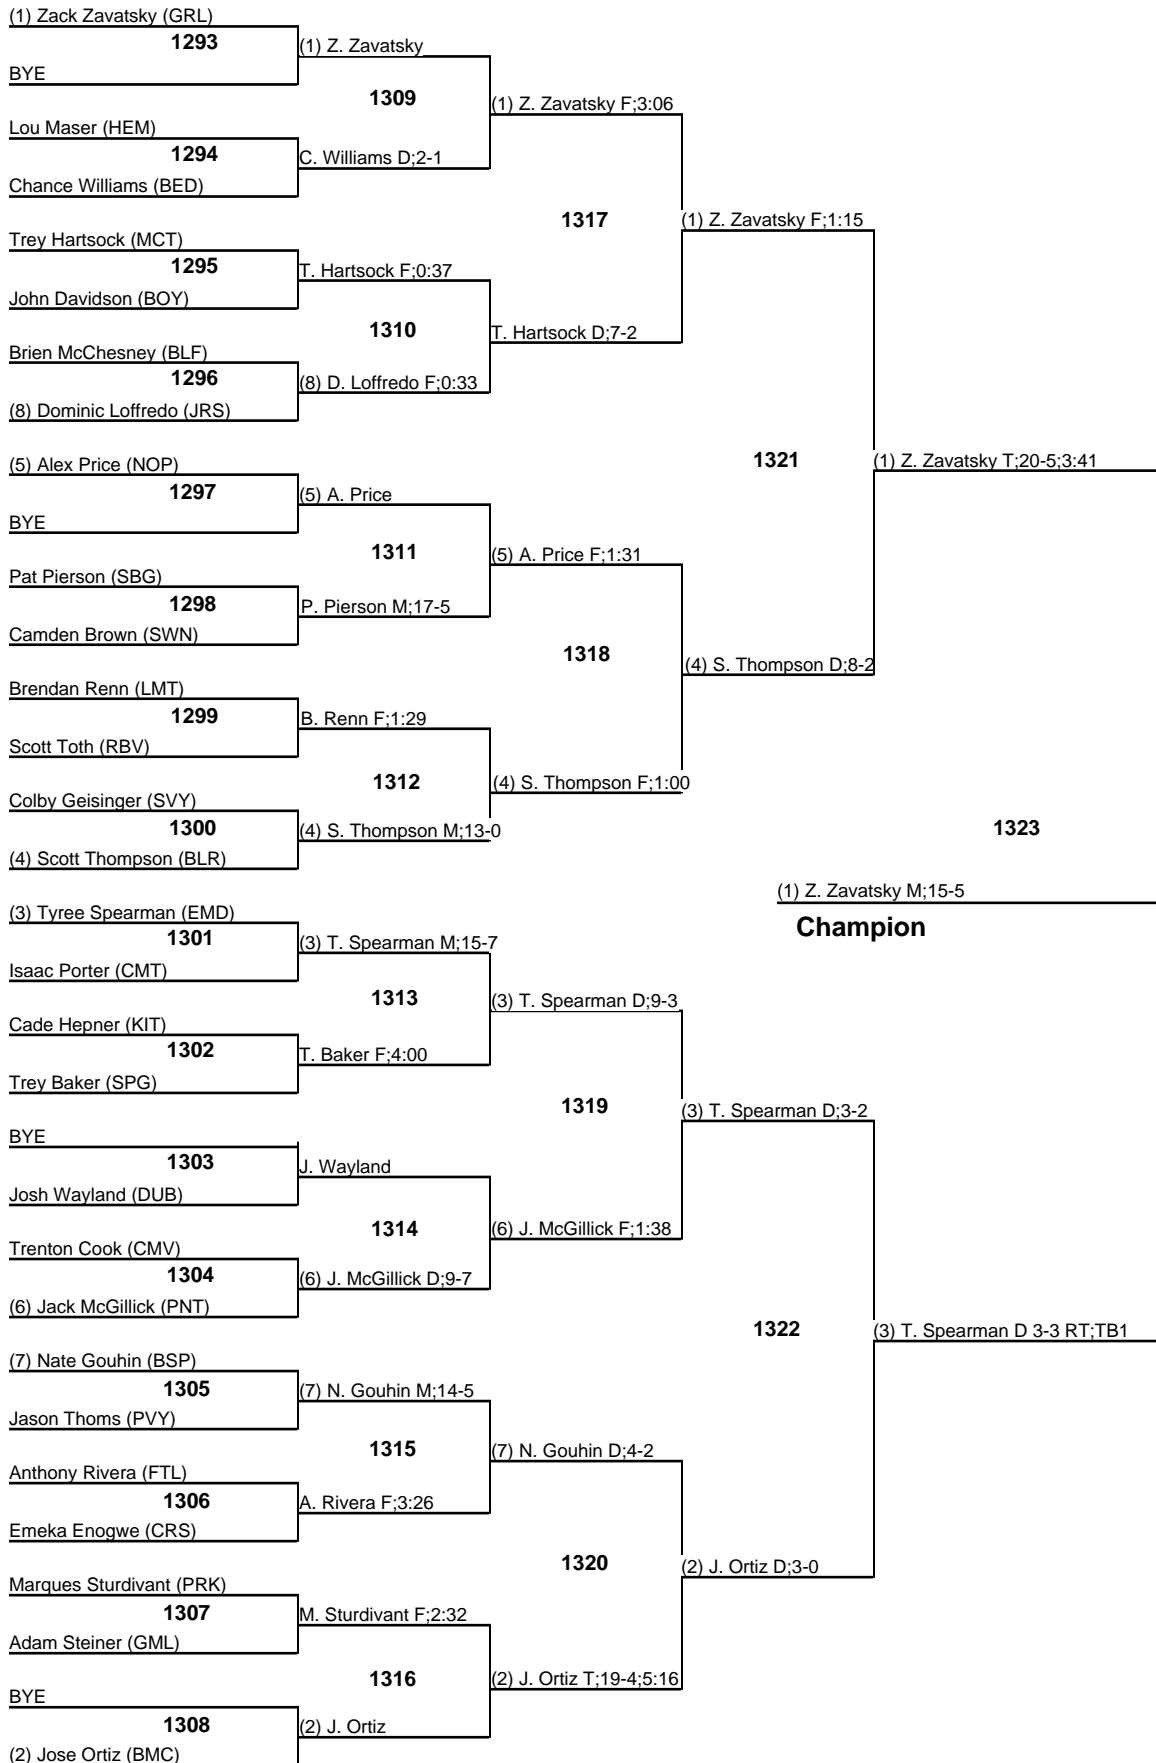 (1) Zack Zavatsky (GRL)
1293
(1) Z. Zavatsky
BYE
1309
(1) Z. Zavatsky F;3:06
Lou Maser (HEM)
1294
C. Williams D;2-1
Chance Williams (BED)
1317
(1) Z. Zavatsky F;1:15
Trey Hartsock (MCT)
1295
T. Hartsock F;0:37
John Davidson (BOY)
1310
T. Hartsock D;7-2
Brien McChesney (BLF)
1296
(8) D. Loffredo F;0:33
(8) Dominic Loffredo (JRS)
1321
(1) Z. Zavatsky T;20-5;3:41
(5) Alex Price (NOP)
1297
(5) A. Price
BYE
1311
(5) A. Price F;1:31
Pat Pierson (SBG)
1298
P. Pierson M;17-5
Camden Brown (SWN)
1318
(4) S. Thompson D;8-2
Brendan Renn (LMT)
1299
B. Renn F;1:29
Scott Toth (RBV)
1312
(4) S. Thompson F;1:00
Colby Geisinger (SVY)
1300
(4) S. Thompson M;13-0
(4) Scott Thompson (BLR)
1323
(1) Z. Zavatsky M;15-5
Champion
(3) Tyree Spearman (EMD)
1301
(3) T. Spearman M;15-7
Isaac Porter (CMT)
1313
(3) T. Spearman D;9-3
Cade Hepner (KIT)
1302
T. Baker F;4:00
Trey Baker (SPG)
1319
(3) T. Spearman D;3-2
BYE
1303
J. Wayland
Josh Wayland (DUB)
1314
(6) J. McGillick F;1:38
Trenton Cook (CMV)
1304
(6) J. McGillick D;9-7
(6) Jack McGillick (PNT)
1322
(3) T. Spearman D 3-3 RT;TB1
(7) Nate Gouhin (BSP)
1305
(7) N. Gouhin M;14-5
Jason Thoms (PVY)
1315
(7) N. Gouhin D;4-2
Anthony Rivera (FTL)
1306
A. Rivera F;3:26
Emeka Enogwe (CRS)
1320
(2) J. Ortiz D;3-0
Marques Sturdivant (PRK)
1307
M. Sturdivant F;2:32
Adam Steiner (GML)
1316
(2) J. Ortiz T;19-4;5:16
BYE
1308
(2) J. Ortiz
(2) Jose Ortiz (BMC)